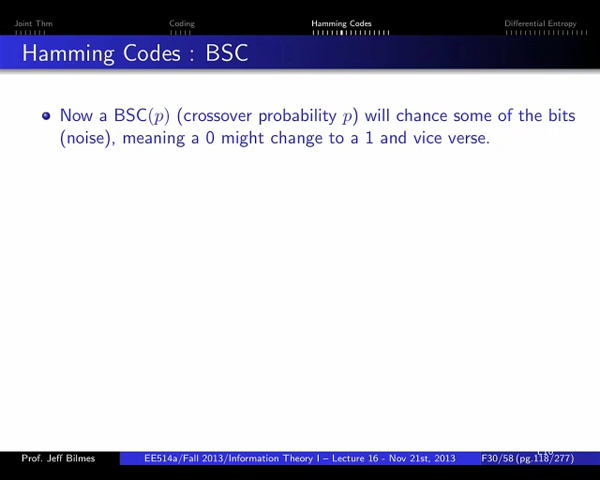 Joint Thm Coding Hamming Codes Differential Entropy
Hamming Codes : BSC
Now a BSC(p) (crossover probability p) will chance some of the bits
(noise), meaning a 0 might change to a 1 and vice verse.
Prof. Jeff Bilmes EE514a/Fall 2013/Information Theory I – Lecture 16 - Nov 21st, 2013 F30/58 (pg.118/277)